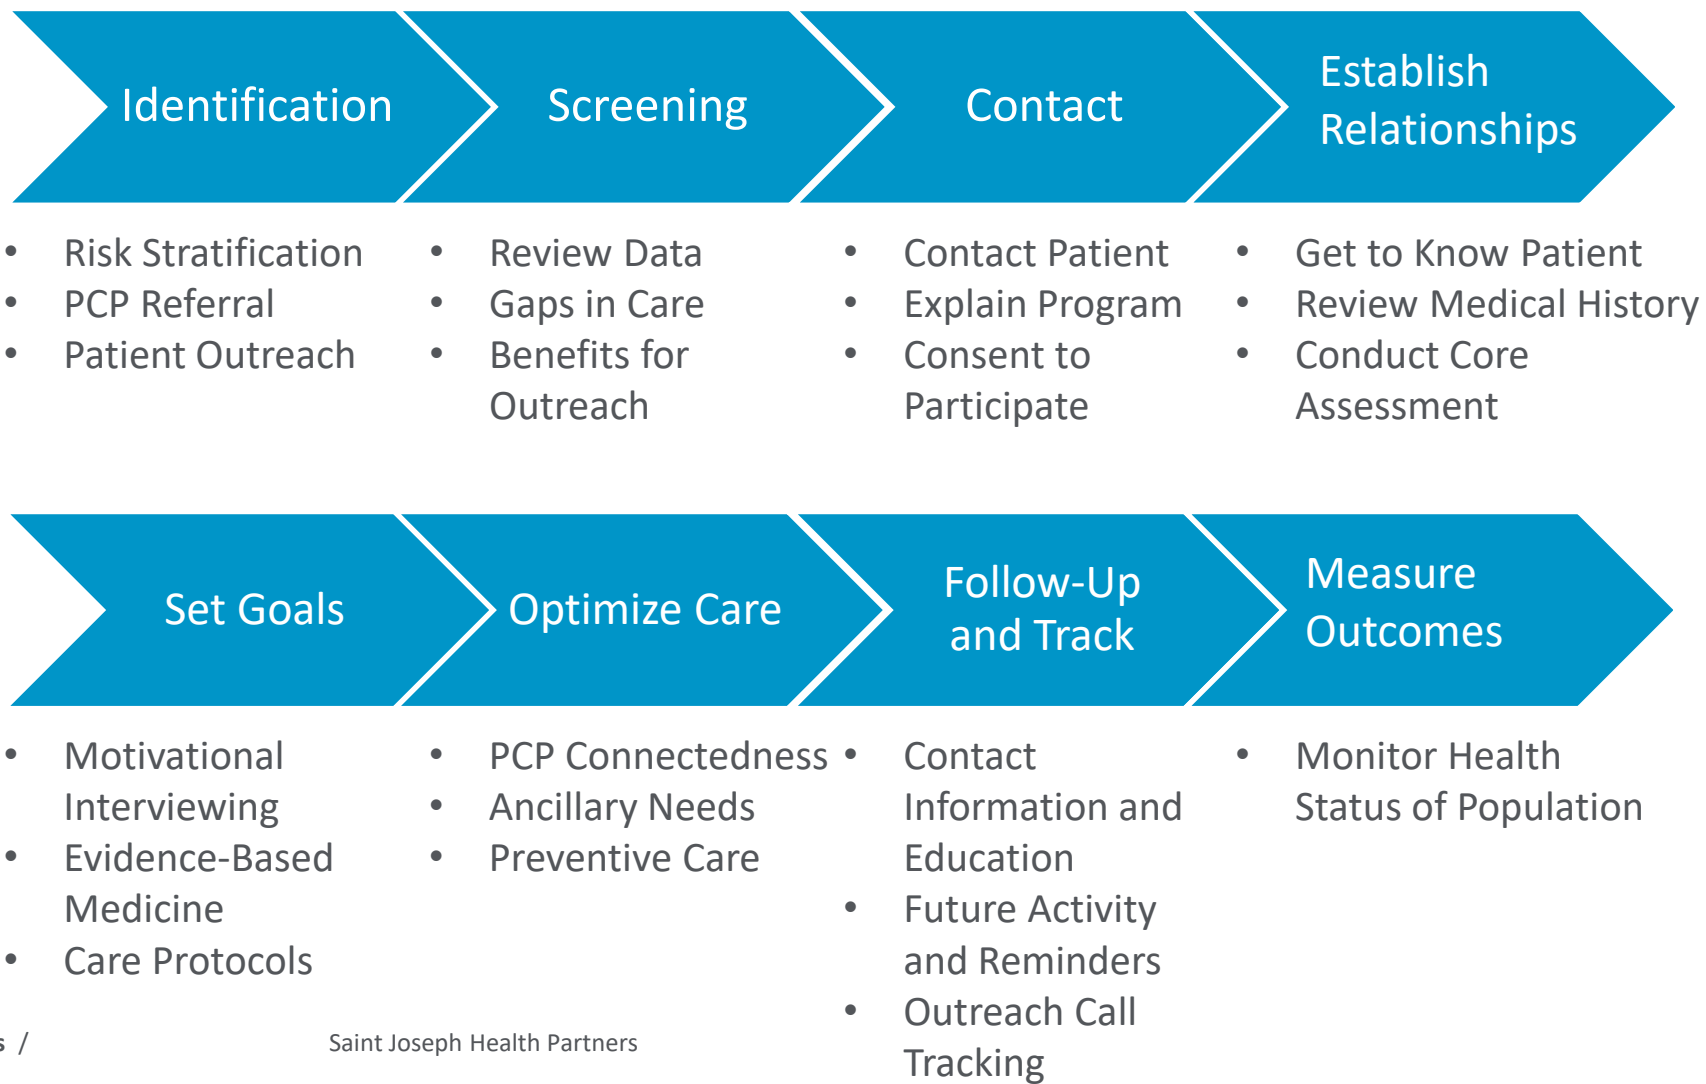 Identification
Screening
Contact
Establish
Relationships
• Risk Stratification
• PCP Referral
• Patient Outreach
• Review Data
• Gaps in Care
• Benefits for
Outreach
• Contact Patient
• Explain Program
• Consent to
Participate
• Get to Know Patient
• Review Medical History
• Conduct Core
Assessment
Set Goals
Optimize Care
Follow-Up
and Track
Measure
Outcomes
• Motivational
Interviewing
• Evidence-Based
Medicine
• Care Protocols
• PCP Connectedness
• Ancillary Needs
• Preventive Care
• Contact
Information and
Education
• Future Activity
and Reminders
• Outreach Call
Tracking
• Monitor Health
Status of Population
s /
Saint Joseph Health Partners